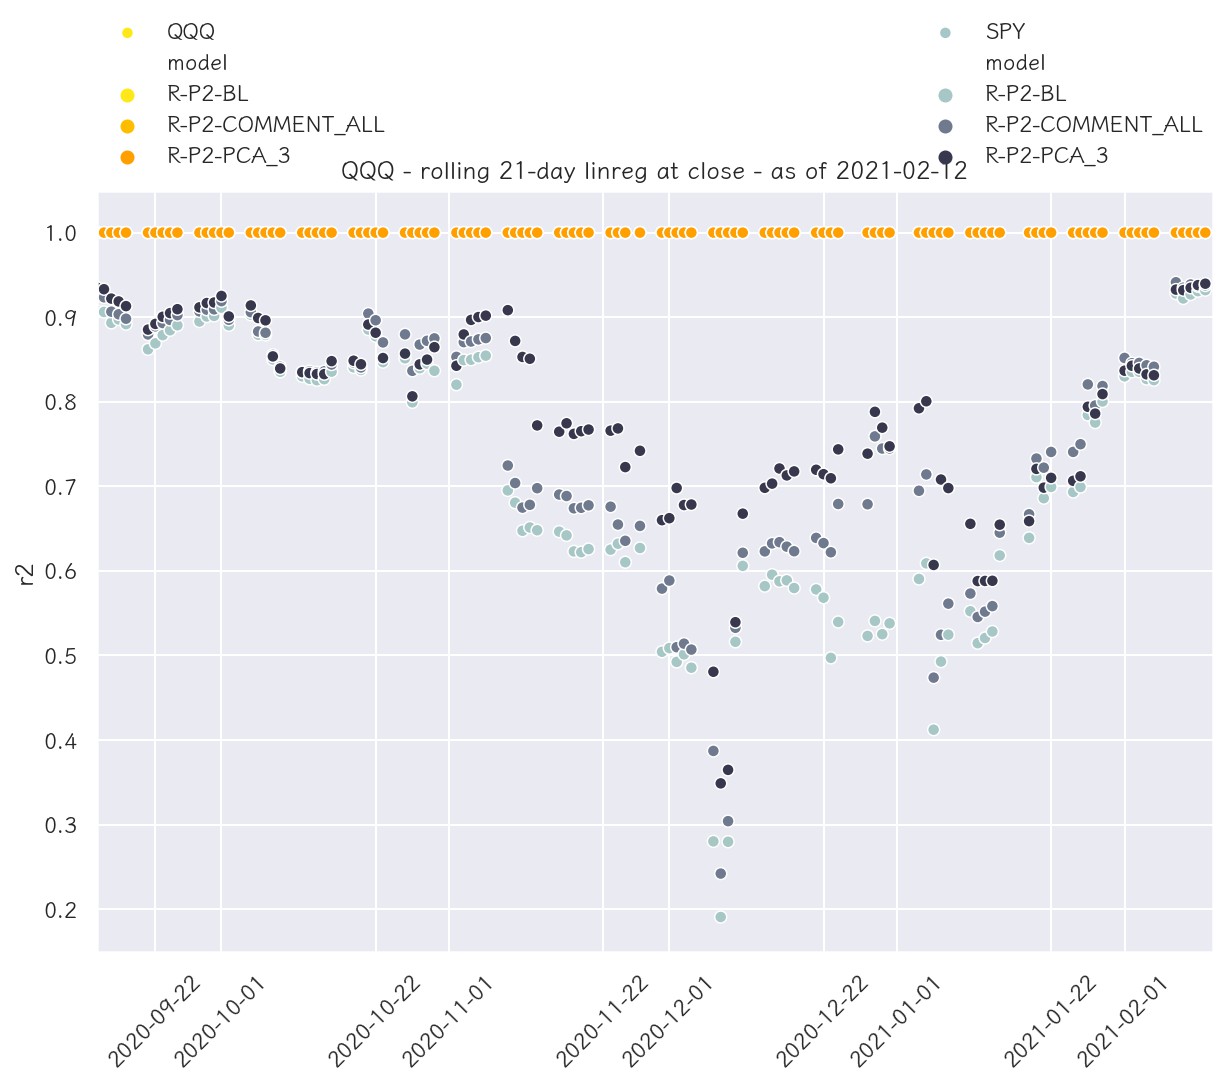 QQQ
model
R-P2-BL
R-P2-COMMENT_ALL
R-P2-PCA_3
SPY
model
R-P2-BL
R-P2-COMMENT_ALL
R-P2-PCA_3
QQQ - rolling 21-day linreg at close - as of 2021-02-12
1.0
0.9
0.8
0.7
0.6
0.5
0.4
0.3
0.2
r2
2020-09-22
2020-10-01
2020-10-22
2020-11-01
2020-11-22
2020-12-01
2020-12-22
2021-01-01
2021-01-22
2021-02-01